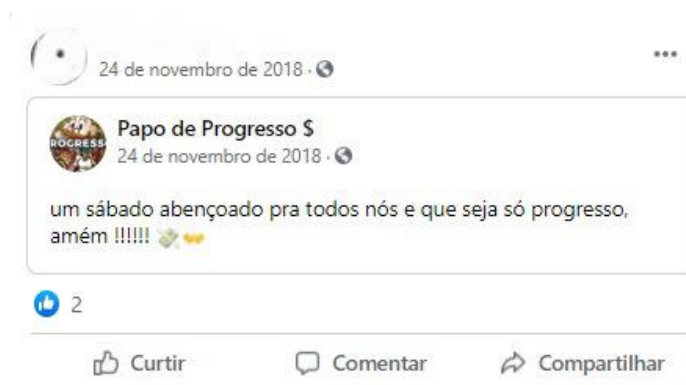 24 de novembro de 2018 ·
Papo de Progresso $
24 de novembro de 2018 ·
ROGRESS
um sábado abençoado pra todos nós e que seja só progresso,
amém !!!!!! 💸👐
2
Curtir Comentar Compartilhar